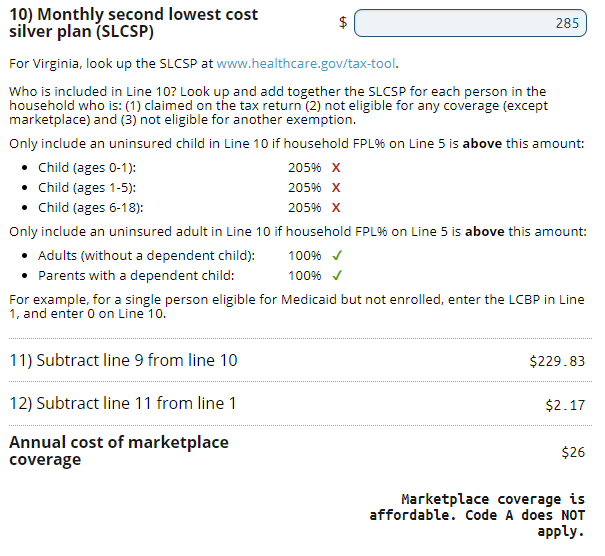 10) Monthly second lowest cost
silver plan (SLCSP)
$ 285
For Virginia, look up the SLCSP at www.healthcare.gov/tax-tool.
Who is included in Line 10? Look up and add together the SLCSP for each person in the
household who is: (1) claimed on the tax return (2) not eligible for any coverage (except
marketplace) and (3) not eligible for another exemption.
Only include an uninsured child in Line 10 if household FPL% on Line 5 is above this amount:
• Child (ages 0-1): 205% X
• Child (ages 1-5): 205% X
• Child (ages 6-18): 205% X
Only include an uninsured adult in Line 10 if household FPL% on Line 5 is above this amount:
• Adults (without a dependent child): 100% ✓
• Parents with a dependent child: 100% ✓
For example, for a single person eligible for Medicaid but not enrolled, enter the LCBP in Line
1, and enter 0 on Line 10.
11) Subtract line 9 from line 10 $229.83
12) Subtract line 11 from line 1 $2.17
Annual cost of marketplace
coverage
$26
Marketplace coverage is
affordable. Code A does NOT
apply.